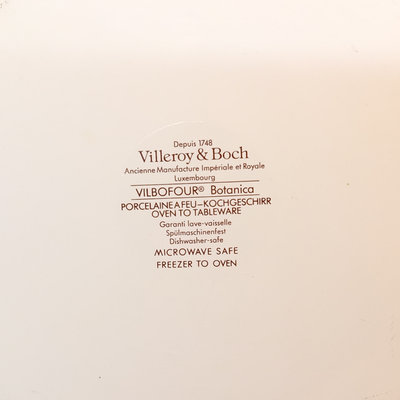 Depuis 1748
Villeroy & Boch
Ancienne Manufacture Impériale et Royale
Luxembourg
VILBOFOUR® Botanica
PORCELAINE A FEU–KOCHGESCHIRR
OVEN TO TABLEWARE
Garanti lave-vaisselle
Spülmaschinenfest
Dishwasher-safe
MICROWAVE SAFE
FREEZER TO OVEN